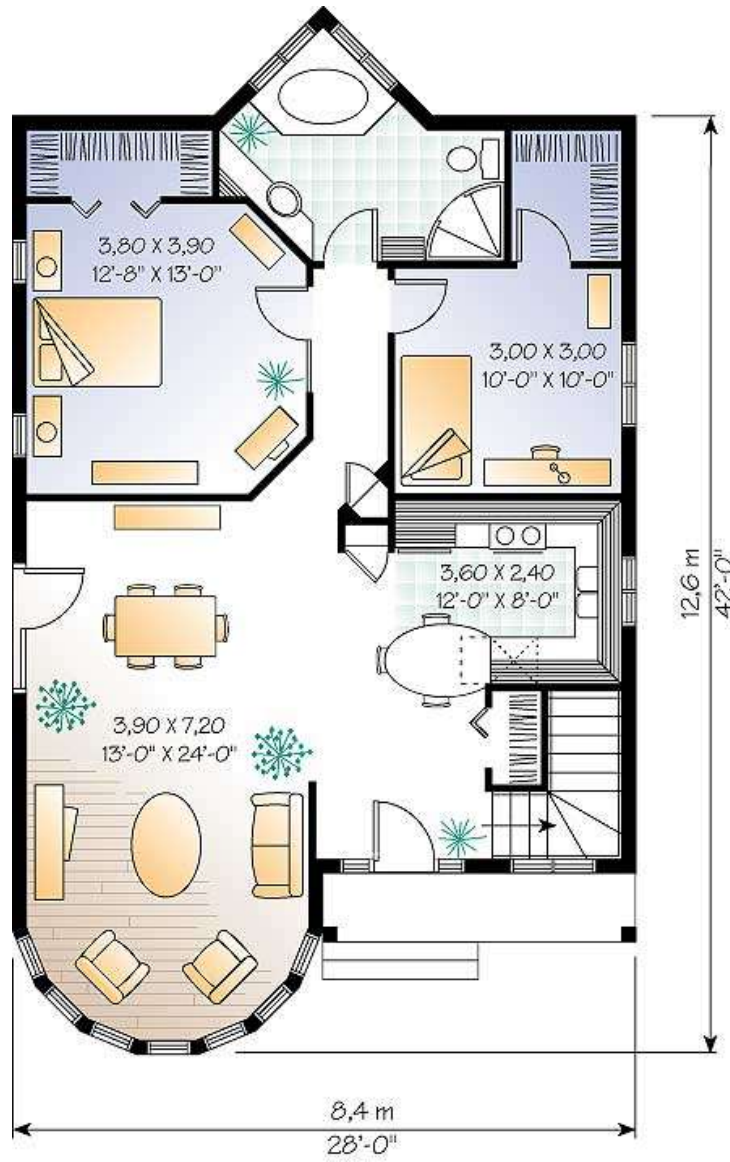 3,80 X 3,90
12'-8" X 13'-0"
3,00 X 3,00
10'-0" X 10'-0"
3,60 X 2,40
12'-0" X 8'-0"
12,6 m
42'-0"
3,90 X 7,20
13'-0" X 24'-0"
8,4 m
28'-0"